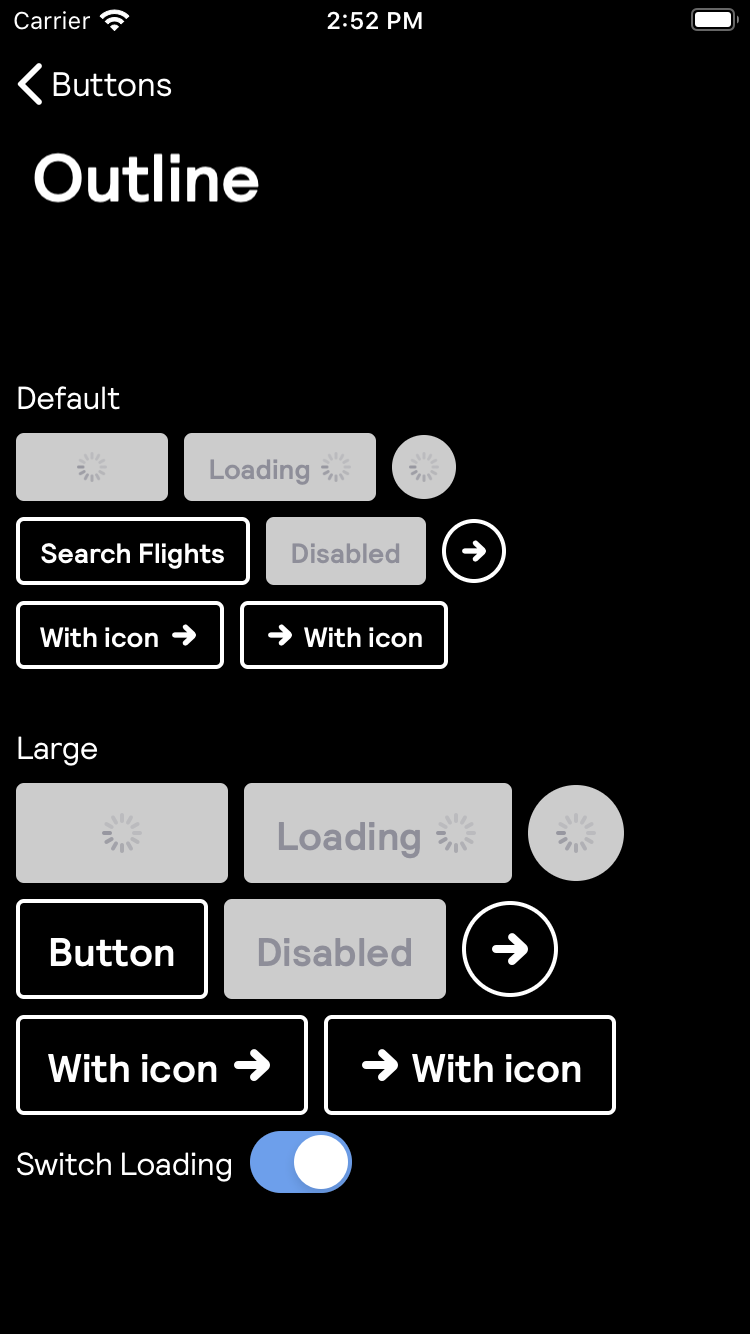 Carrier 2:52 PM
Buttons
Outline
Default
Loading
Search Flights Disabled
With icon With icon
Large
Loading
Button Disabled
With icon With icon
Switch Loading